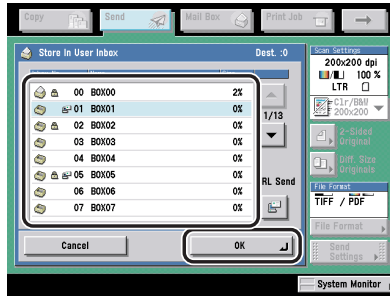 Copy Send Mail Box Print Job
Store In User Inbox Dest. :0
00 BOX00 2%
01 BOX01 0%
02 BOX02 0%
03 BOX03 0%
04 BOX04 0%
05 BOX05 0%
06 BOX06 0%
07 BOX07 0%
1/13
RL Send
Cancel OK
Scan Settings
200x200 dpi
100 %
LTR
Clr/B&W
200x200
2-Sided
Original
Diff. Size
Originals
File Format
TIFF / PDF
File Format
Send
Settings
System Monitor